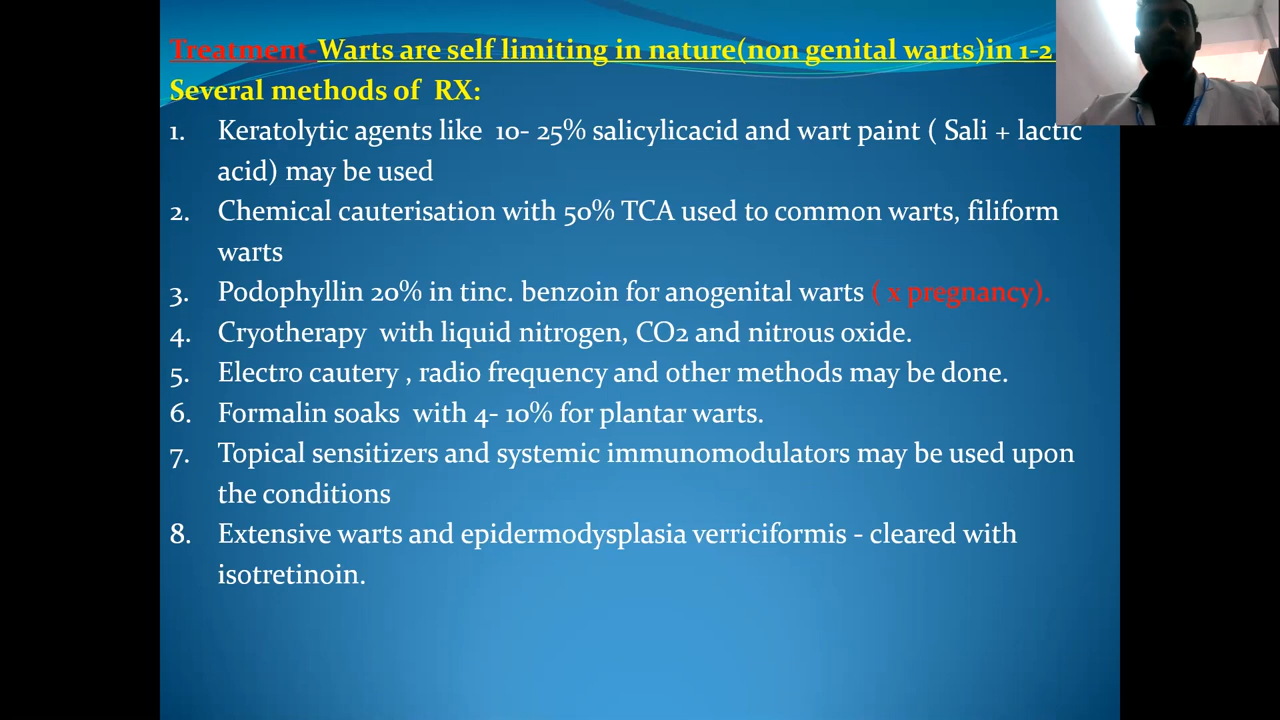 Treatment-Warts are self limiting in nature(non genital warts)in 1-2
Several methods of RX:
1. Keratolytic agents like 10- 25% salicylicacid and wart paint ( Sali + lactic
acid) may be used
2. Chemical cauterisation with 50% TCA used to common warts, filiform
warts
3. Podophyllin 20% in tinc. benzoin for anogenital warts ( x pregnancy).
4. Cryotherapy with liquid nitrogen, CO2 and nitrous oxide.
5. Electro cautery , radio frequency and other methods may be done.
6. Formalin soaks with 4- 10% for plantar warts.
7. Topical sensitizers and systemic immunomodulators may be used upon
the conditions
8. Extensive warts and epidermodysplasia verriciformis - cleared with
isotretinoin.